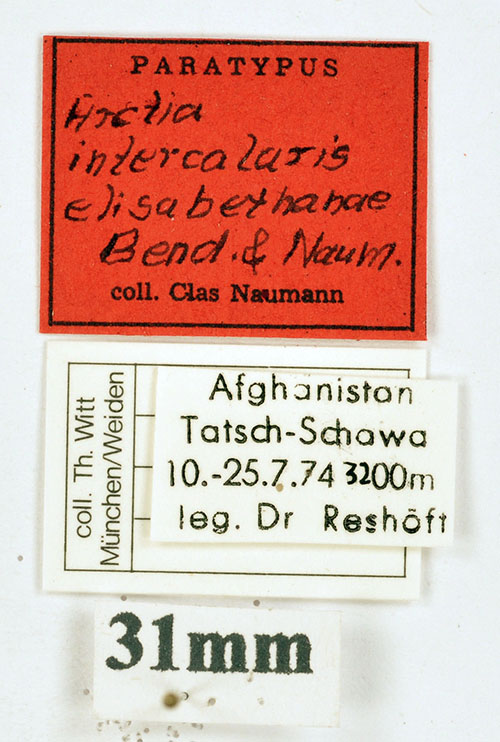 PARATYPUS
Arctia
intercalaris
elisabethanae
Bend. & Naum.
coll. Clas Naumann
coll. Th. Witt
München/Weiden
Afghanistan
Tatsch-Schawa
10.-25.7.74 3200m
leg. Dr Reshöft
31mm